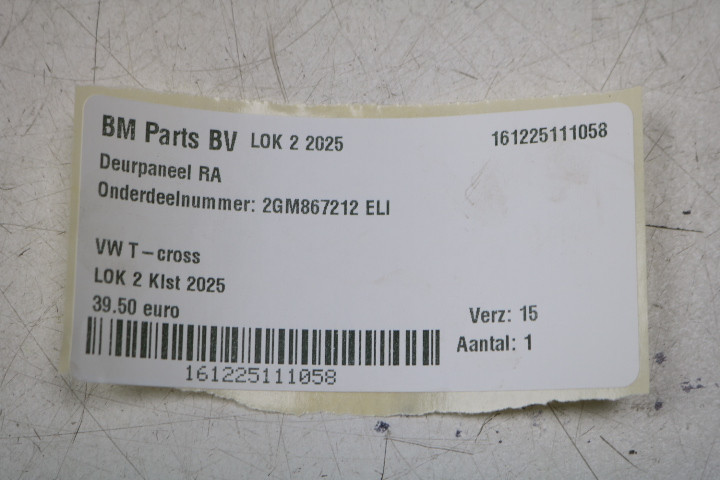 BM Parts BV LOK 2 2025 161225111058
Deurpaneel RA
Onderdeelnummer: 2GM867212 ELI
VW T-cross
LOK 2 Klst 2025
39.50 euro Verz: 15
Aantal: 1
161225111058